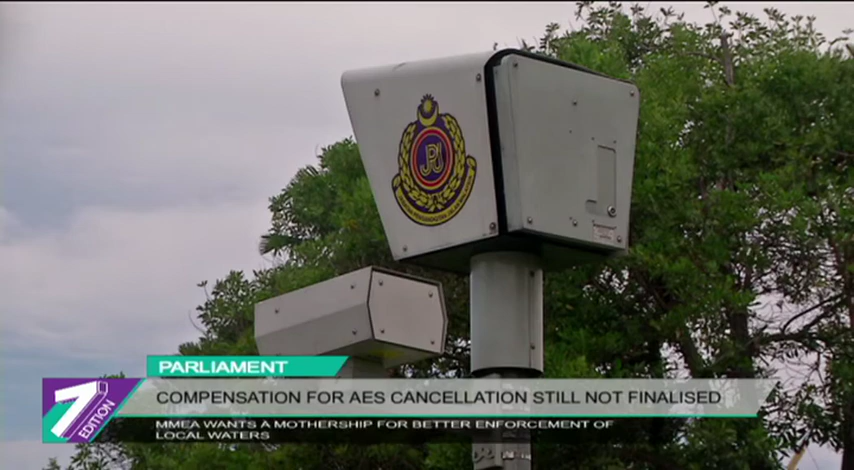 JPJ
PARLIAMENT
7 EDITION
COMPENSATION FOR AES CANCELLATION STILL NOT FINALISED
MMEA WANTS A MOTHERSHIP FOR BETTER ENFORCEMENT OF
LOCAL WATERS